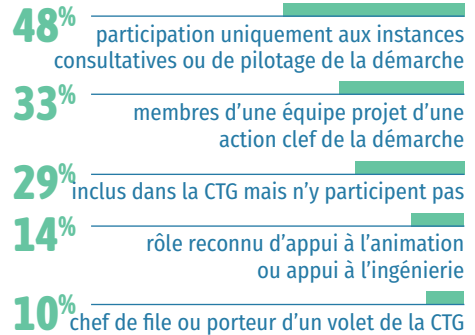 48%
participation uniquement aux instances
consultatives ou de pilotage de la démarche
33%
membres d’une équipe projet d’une
action clef de la démarche
29%
inclus dans la CTG mais n’y participent pas
14%
rôle reconnu d’appui à l’animation
ou appui à l’ingénierie
10%
chef de file ou porteur d’un volet de la CTG